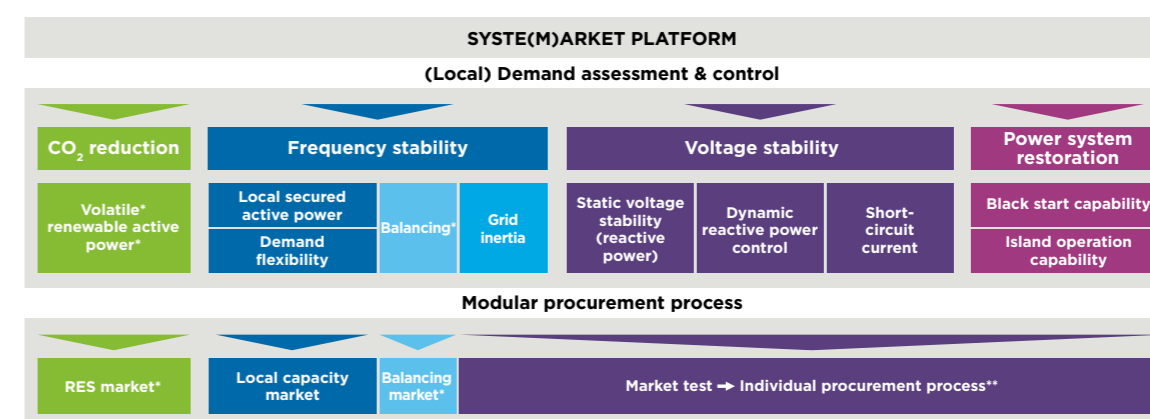 SYSTE(M)ARKET PLATFORM
(Local) Demand assessment & control
CO2 reduction
Frequency stability
Voltage stability
Power system
restoration
Volatile*
renewable active
power*
Local secured
active power
Demand
flexibility
Balancing*
Grid
inertia
Static voltage
stability
(reactive
power)
Dynamic
reactive power
control
Short-
circuit
current
Black start capability
Island operation
capability
Modular procurement process
RES market*
Local capacity
market
Balancing
market*
Market test ➔ Individual procurement process**